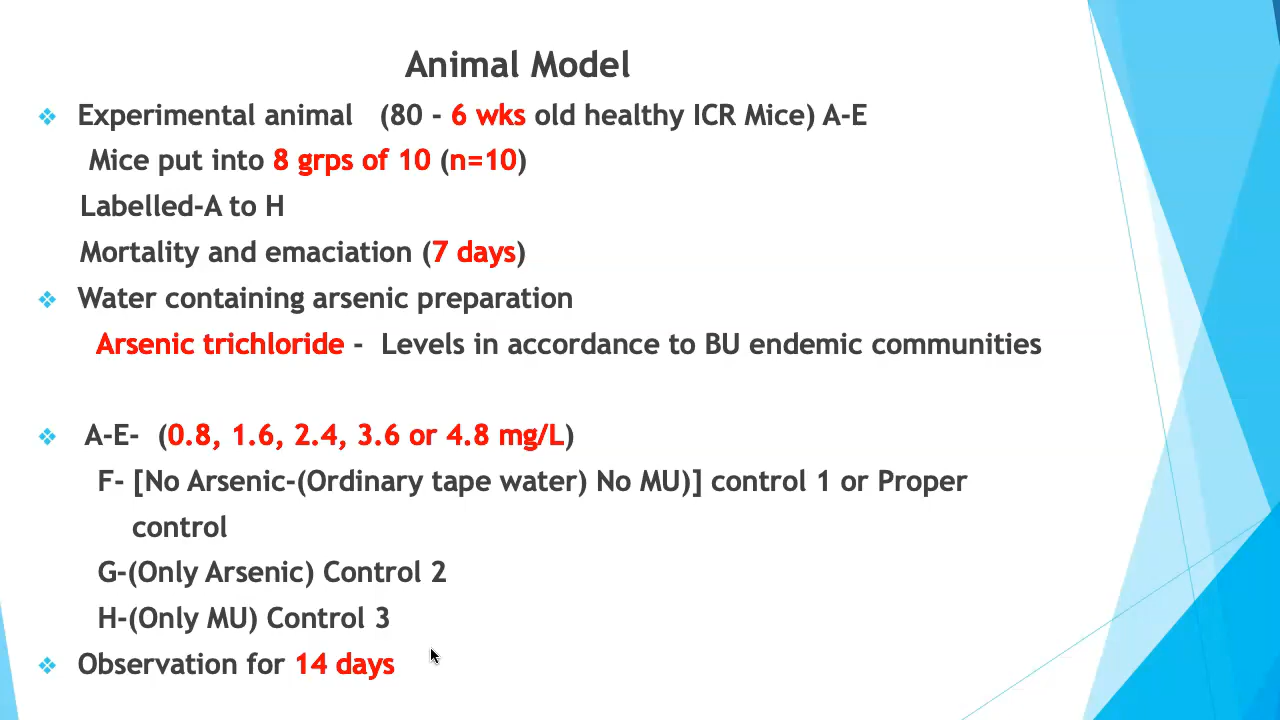 Animal Model
Experimental animal (80 - 6 wks old healthy ICR Mice) A-E
Mice put into 8 grps of 10 (n=10)
Labelled-A to H
Mortality and emaciation (7 days)
Water containing arsenic preparation
Arsenic trichloride - Levels in accordance to BU endemic communities
A-E- (0.8, 1.6, 2.4, 3.6 or 4.8 mg/L)
F- [No Arsenic-(Ordinary tape water) No MU)] control 1 or Proper
control
G-(Only Arsenic) Control 2
H-(Only MU) Control 3
Observation for 14 days